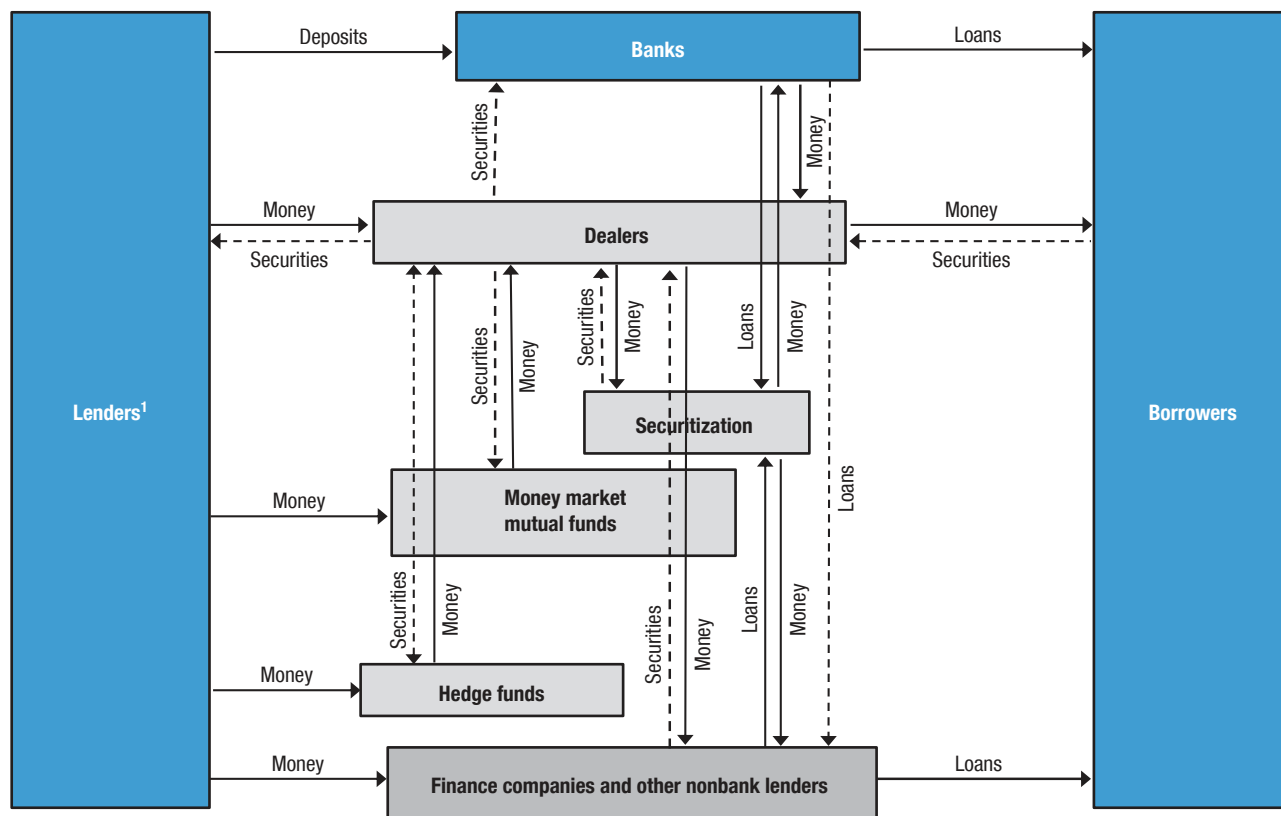 Deposits
Banks
Loans
Securities
Money
Loans
Money
Dealers
Money
Securities
Securities
Securities
Money
Securities
Money
Loans
Money
Lenders1
Securitization
Borrowers
Money market
mutual funds
Money
Securities
Money
Securities
Money
Loans
Money
Money
Hedge funds
Money
Finance companies and other nonbank lenders
Loans